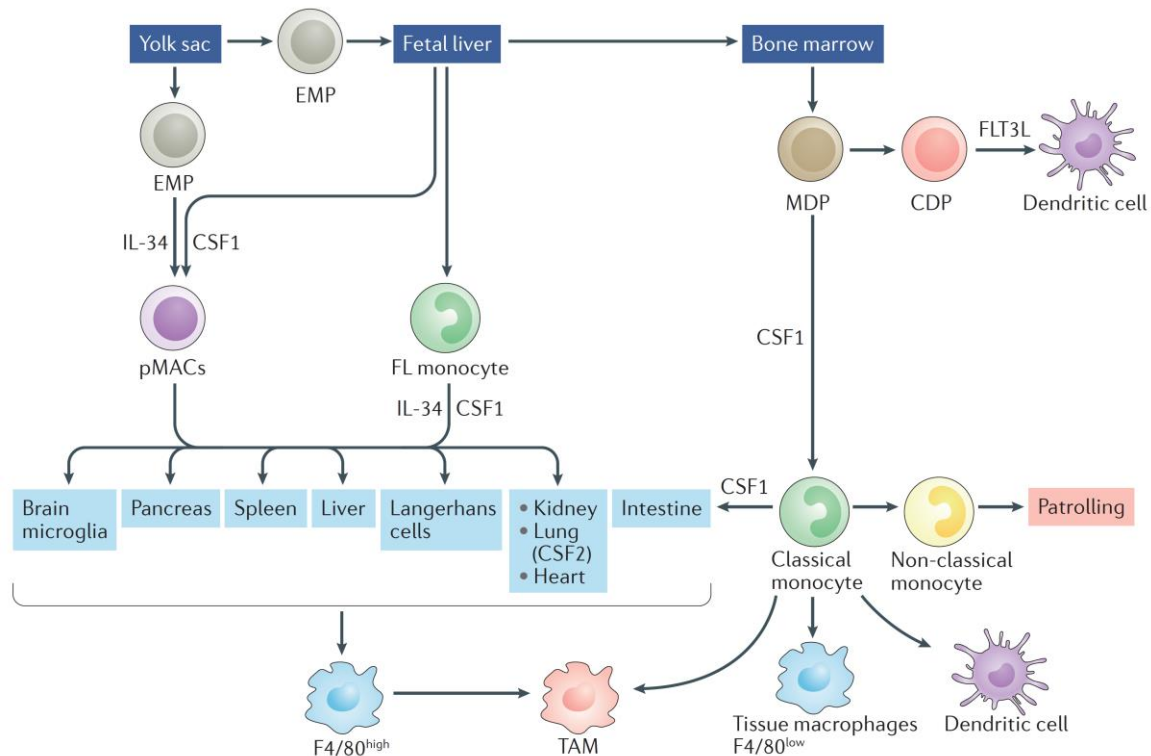 Yolk sac
Fetal liver
Bone marrow
EMP
EMP
MDP
CDP
FLT3L
Dendritic cell
IL-34
CSF1
pMACs
FL monocyte
IL-34
CSF1
CSF1
Brain
microglia
Pancreas
Spleen
Liver
Langerhans
cells
• Kidney
• Lung
(CSF2)
• Heart
Intestine
CSF1
Classical
monocyte
Non-classical
monocyte
Patrolling
F4/80high
TAM
Tissue macrophages
F4/80low
Dendritic cell